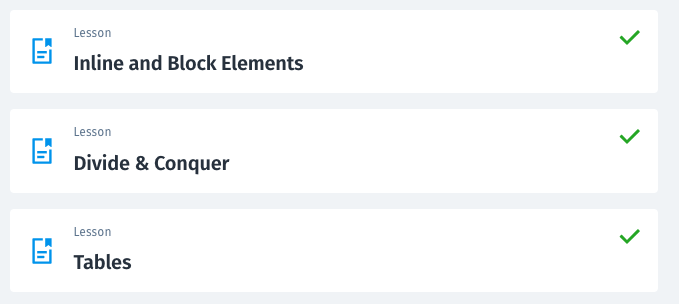 Lesson
Inline and Block Elements
Lesson
Divide & Conquer
Lesson
Tables